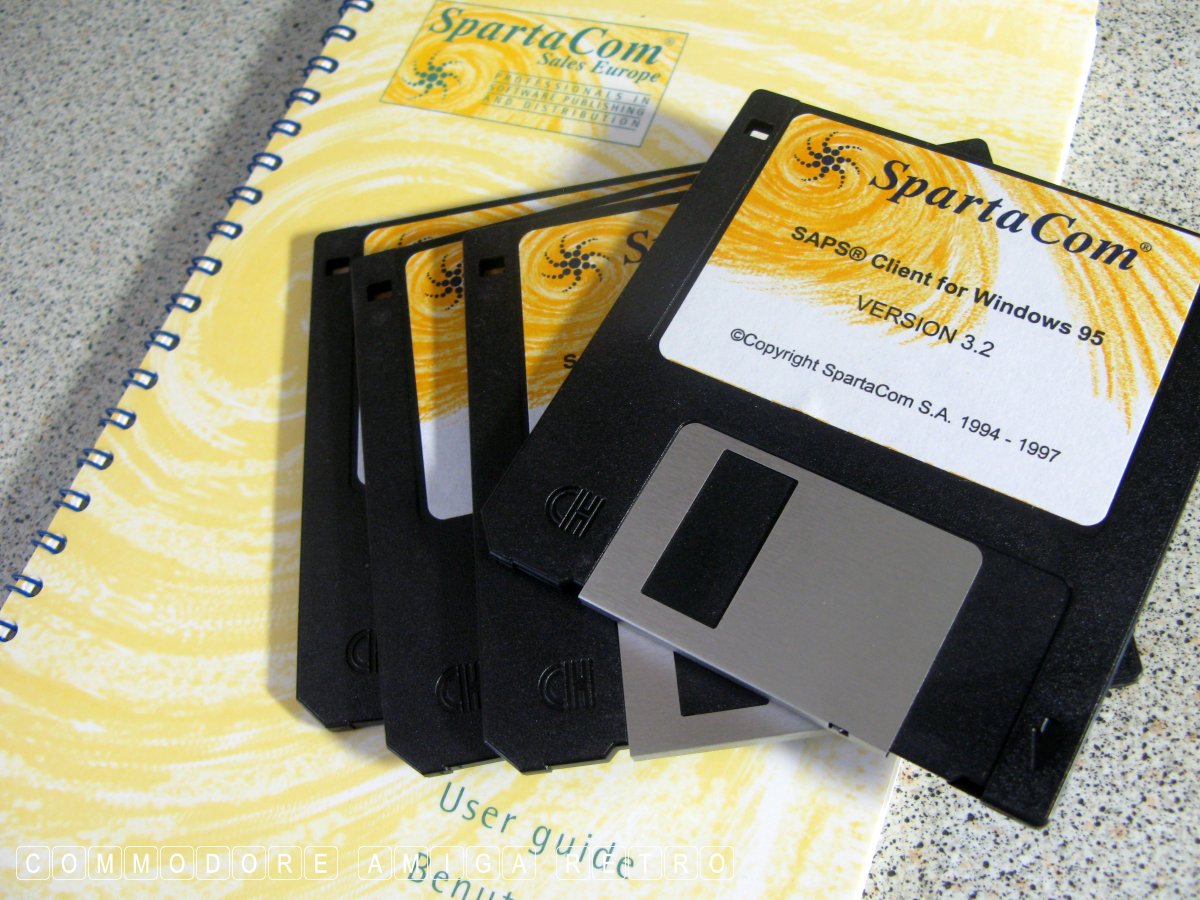 SpartaCom®
Sales Europe
PROFESSIONALS IN
SOFTWARE PUBLISHING
AND DISTRIBUTION
SpartaCom®
SAPS® Client for Windows 95
VERSION 3.2
©Copyright SpartaCom S.A. 1994 - 1997
User guide
COMMODORE AMIGA RETRO